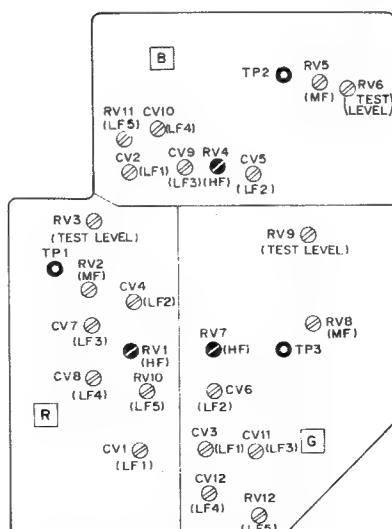 B
TP2
RV5
(MF)
RV6
(TEST
LEVEL)
RV11
(LF5)
CV10
(LF4)
CV2
(LF1)
CV9
(LF3)
RV4
(HF)
CV5
(LF2)
RV3
(TEST LEVEL)
TP1
RV2
(MF)
CV4
(LF2)
CV7
(LF3)
RV1
(HF)
CV8
(LF4)
RV10
(LF5)
R
CV1
(LF1)
RV9
(TEST LEVEL)
RV8
(MF)
RV7
(HF)
TP3
CV6
(LF2)
CV3
(LF1)
CV11
(LF3)
G
CV12
(LF4)
RV12
(LF5)